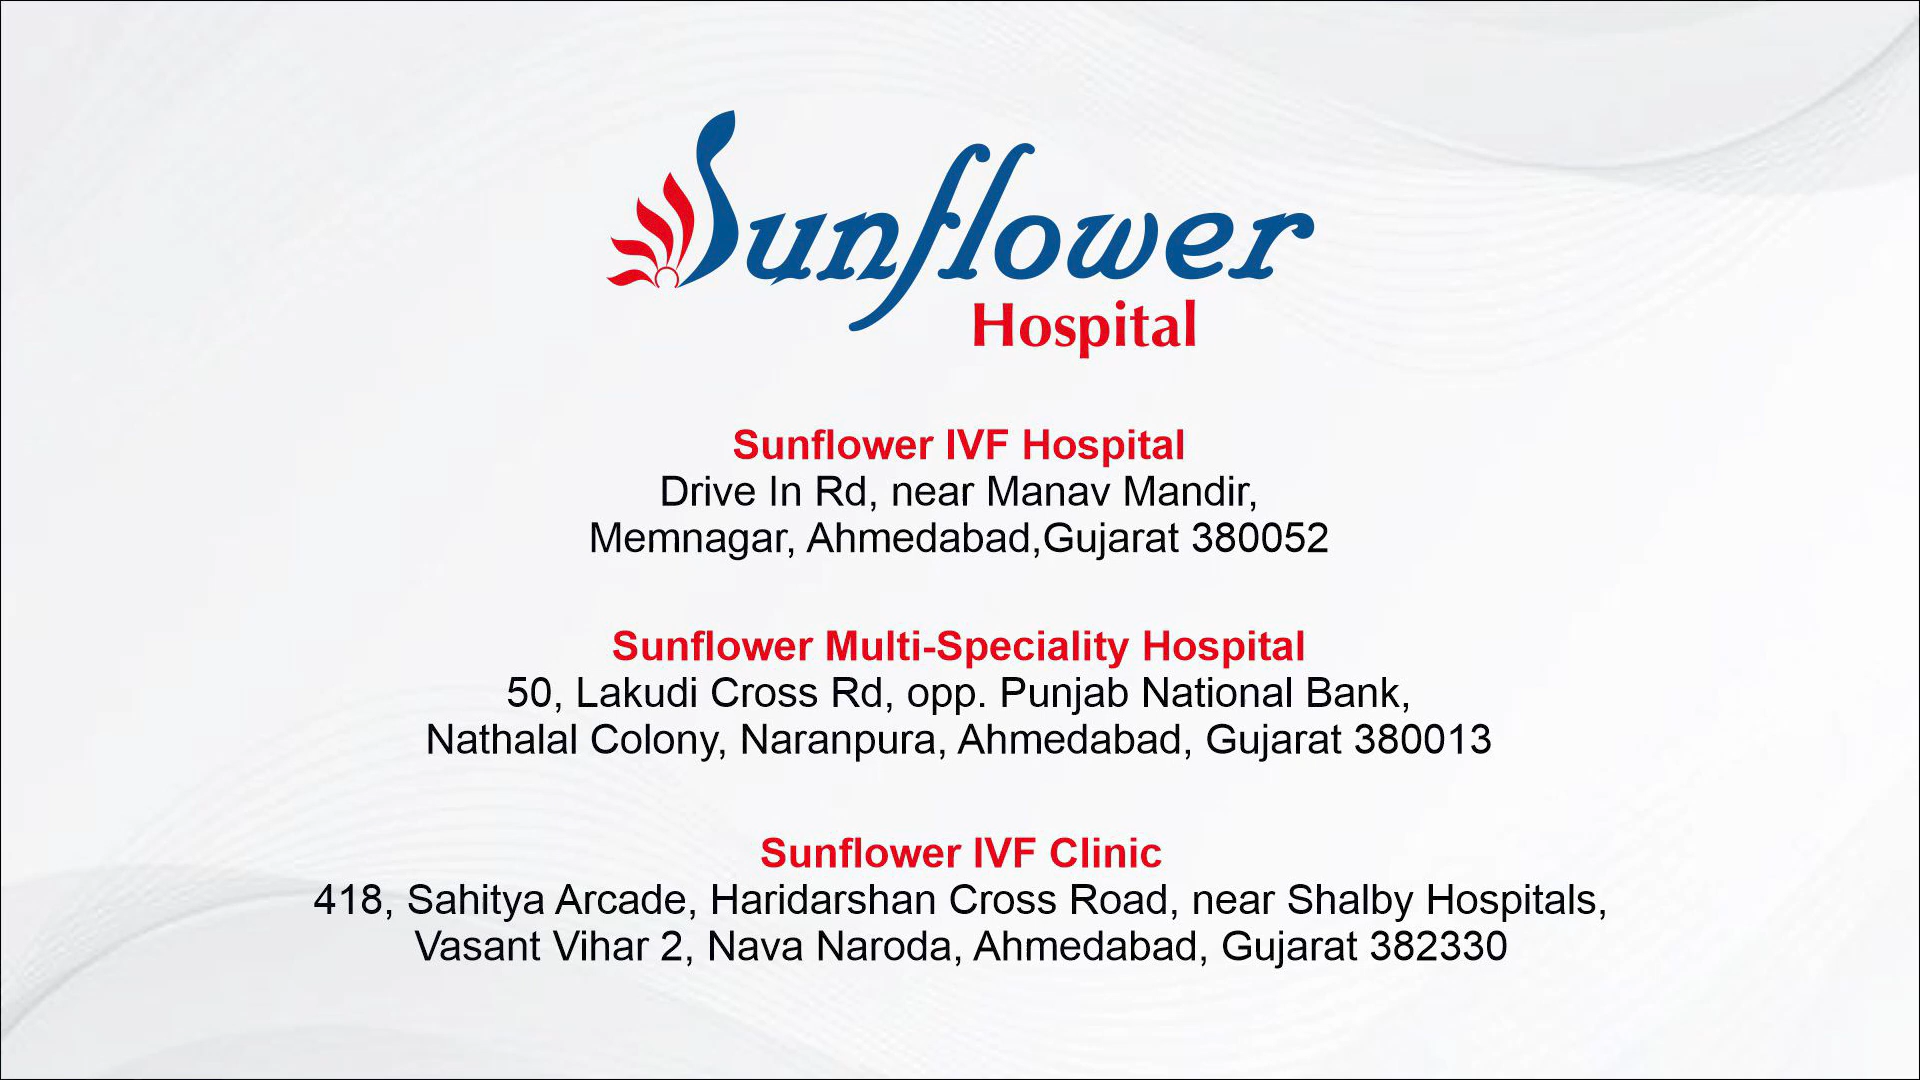 Sunflower
Hospital
Sunflower IVF Hospital
Drive In Rd, near Manav Mandir,
Memnagar, Ahmedabad,Gujarat 380052
Sunflower Multi-Speciality Hospital
50, Lakudi Cross Rd, opp. Punjab National Bank,
Nathalal Colony, Naranpura, Ahmedabad, Gujarat 380013
Sunflower IVF Clinic
418, Sahitya Arcade, Haridarshan Cross Road, near Shalby Hospitals,
Vasant Vihar 2, Nava Naroda, Ahmedabad, Gujarat 382330